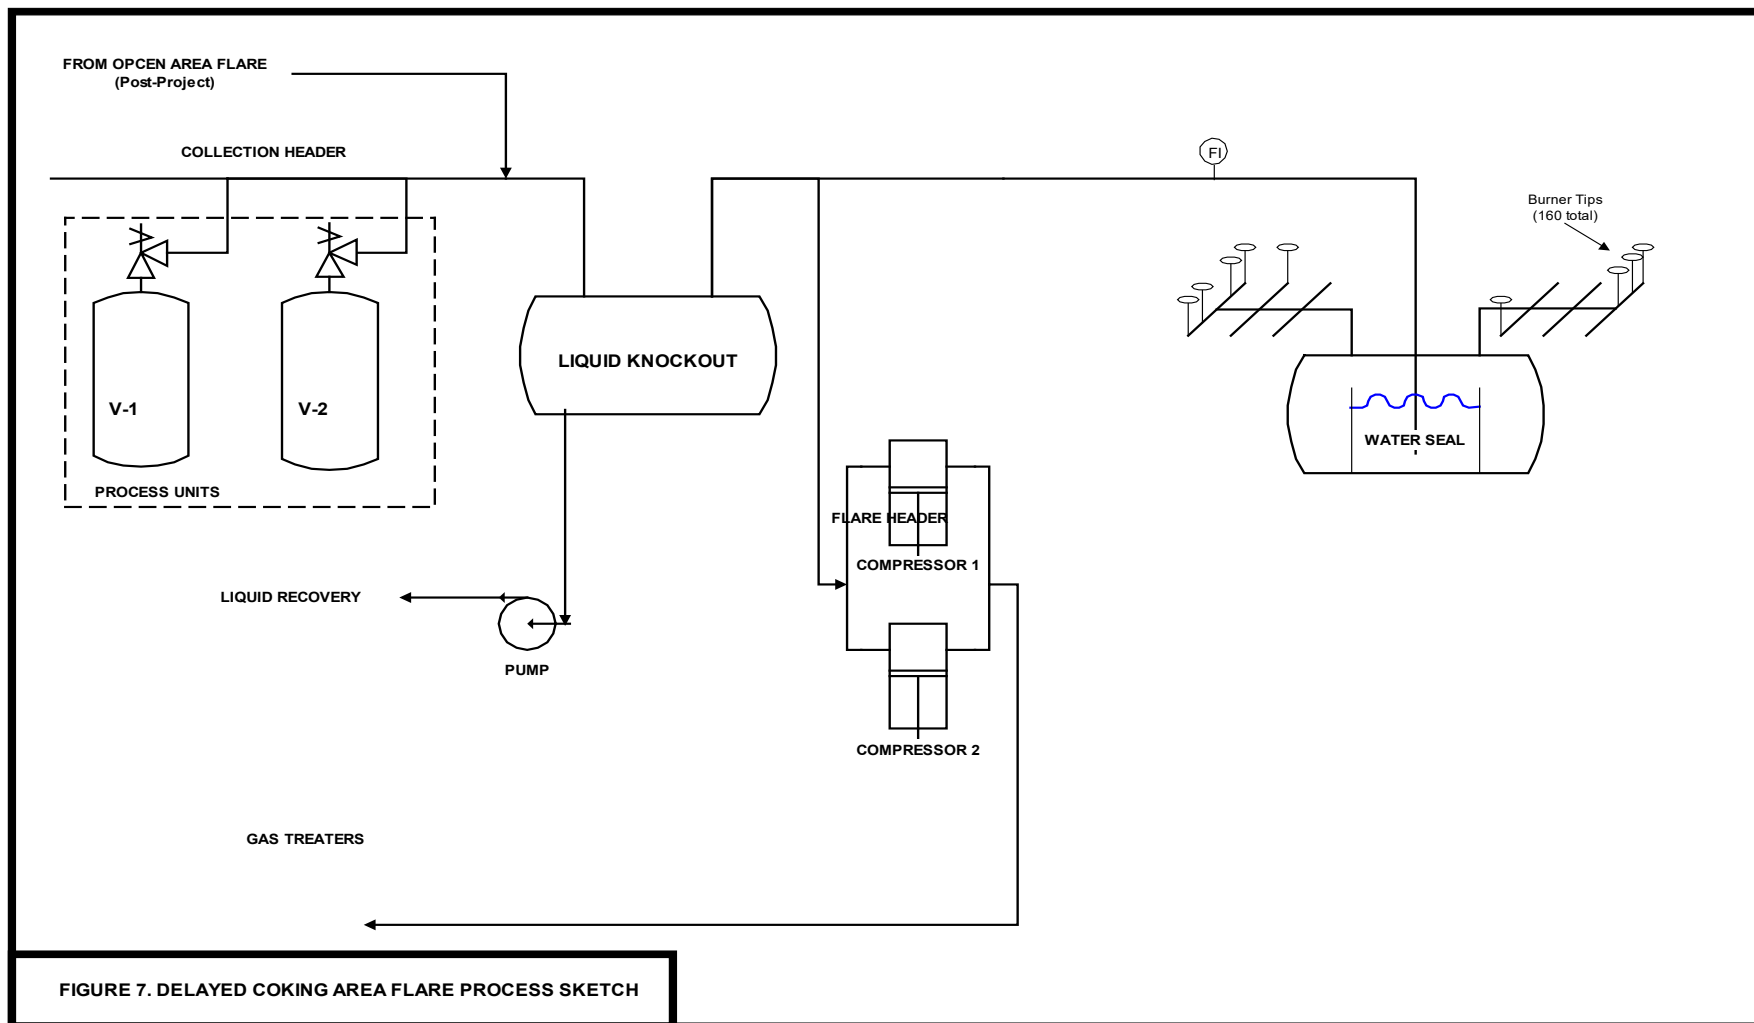 FROM OPCEN AREA FLARE
(Post-Project)
COLLECTION HEADER
FI
Burner Tips
(160 total)
LIQUID KNOCKOUT
V-1
V-2
WATER SEAL
PROCESS UNITS
FLARE HEADER
COMPRESSOR 1
LIQUID RECOVERY
PUMP
COMPRESSOR 2
GAS TREATERS
FIGURE 7. DELAYED COKING AREA FLARE PROCESS SKETCH